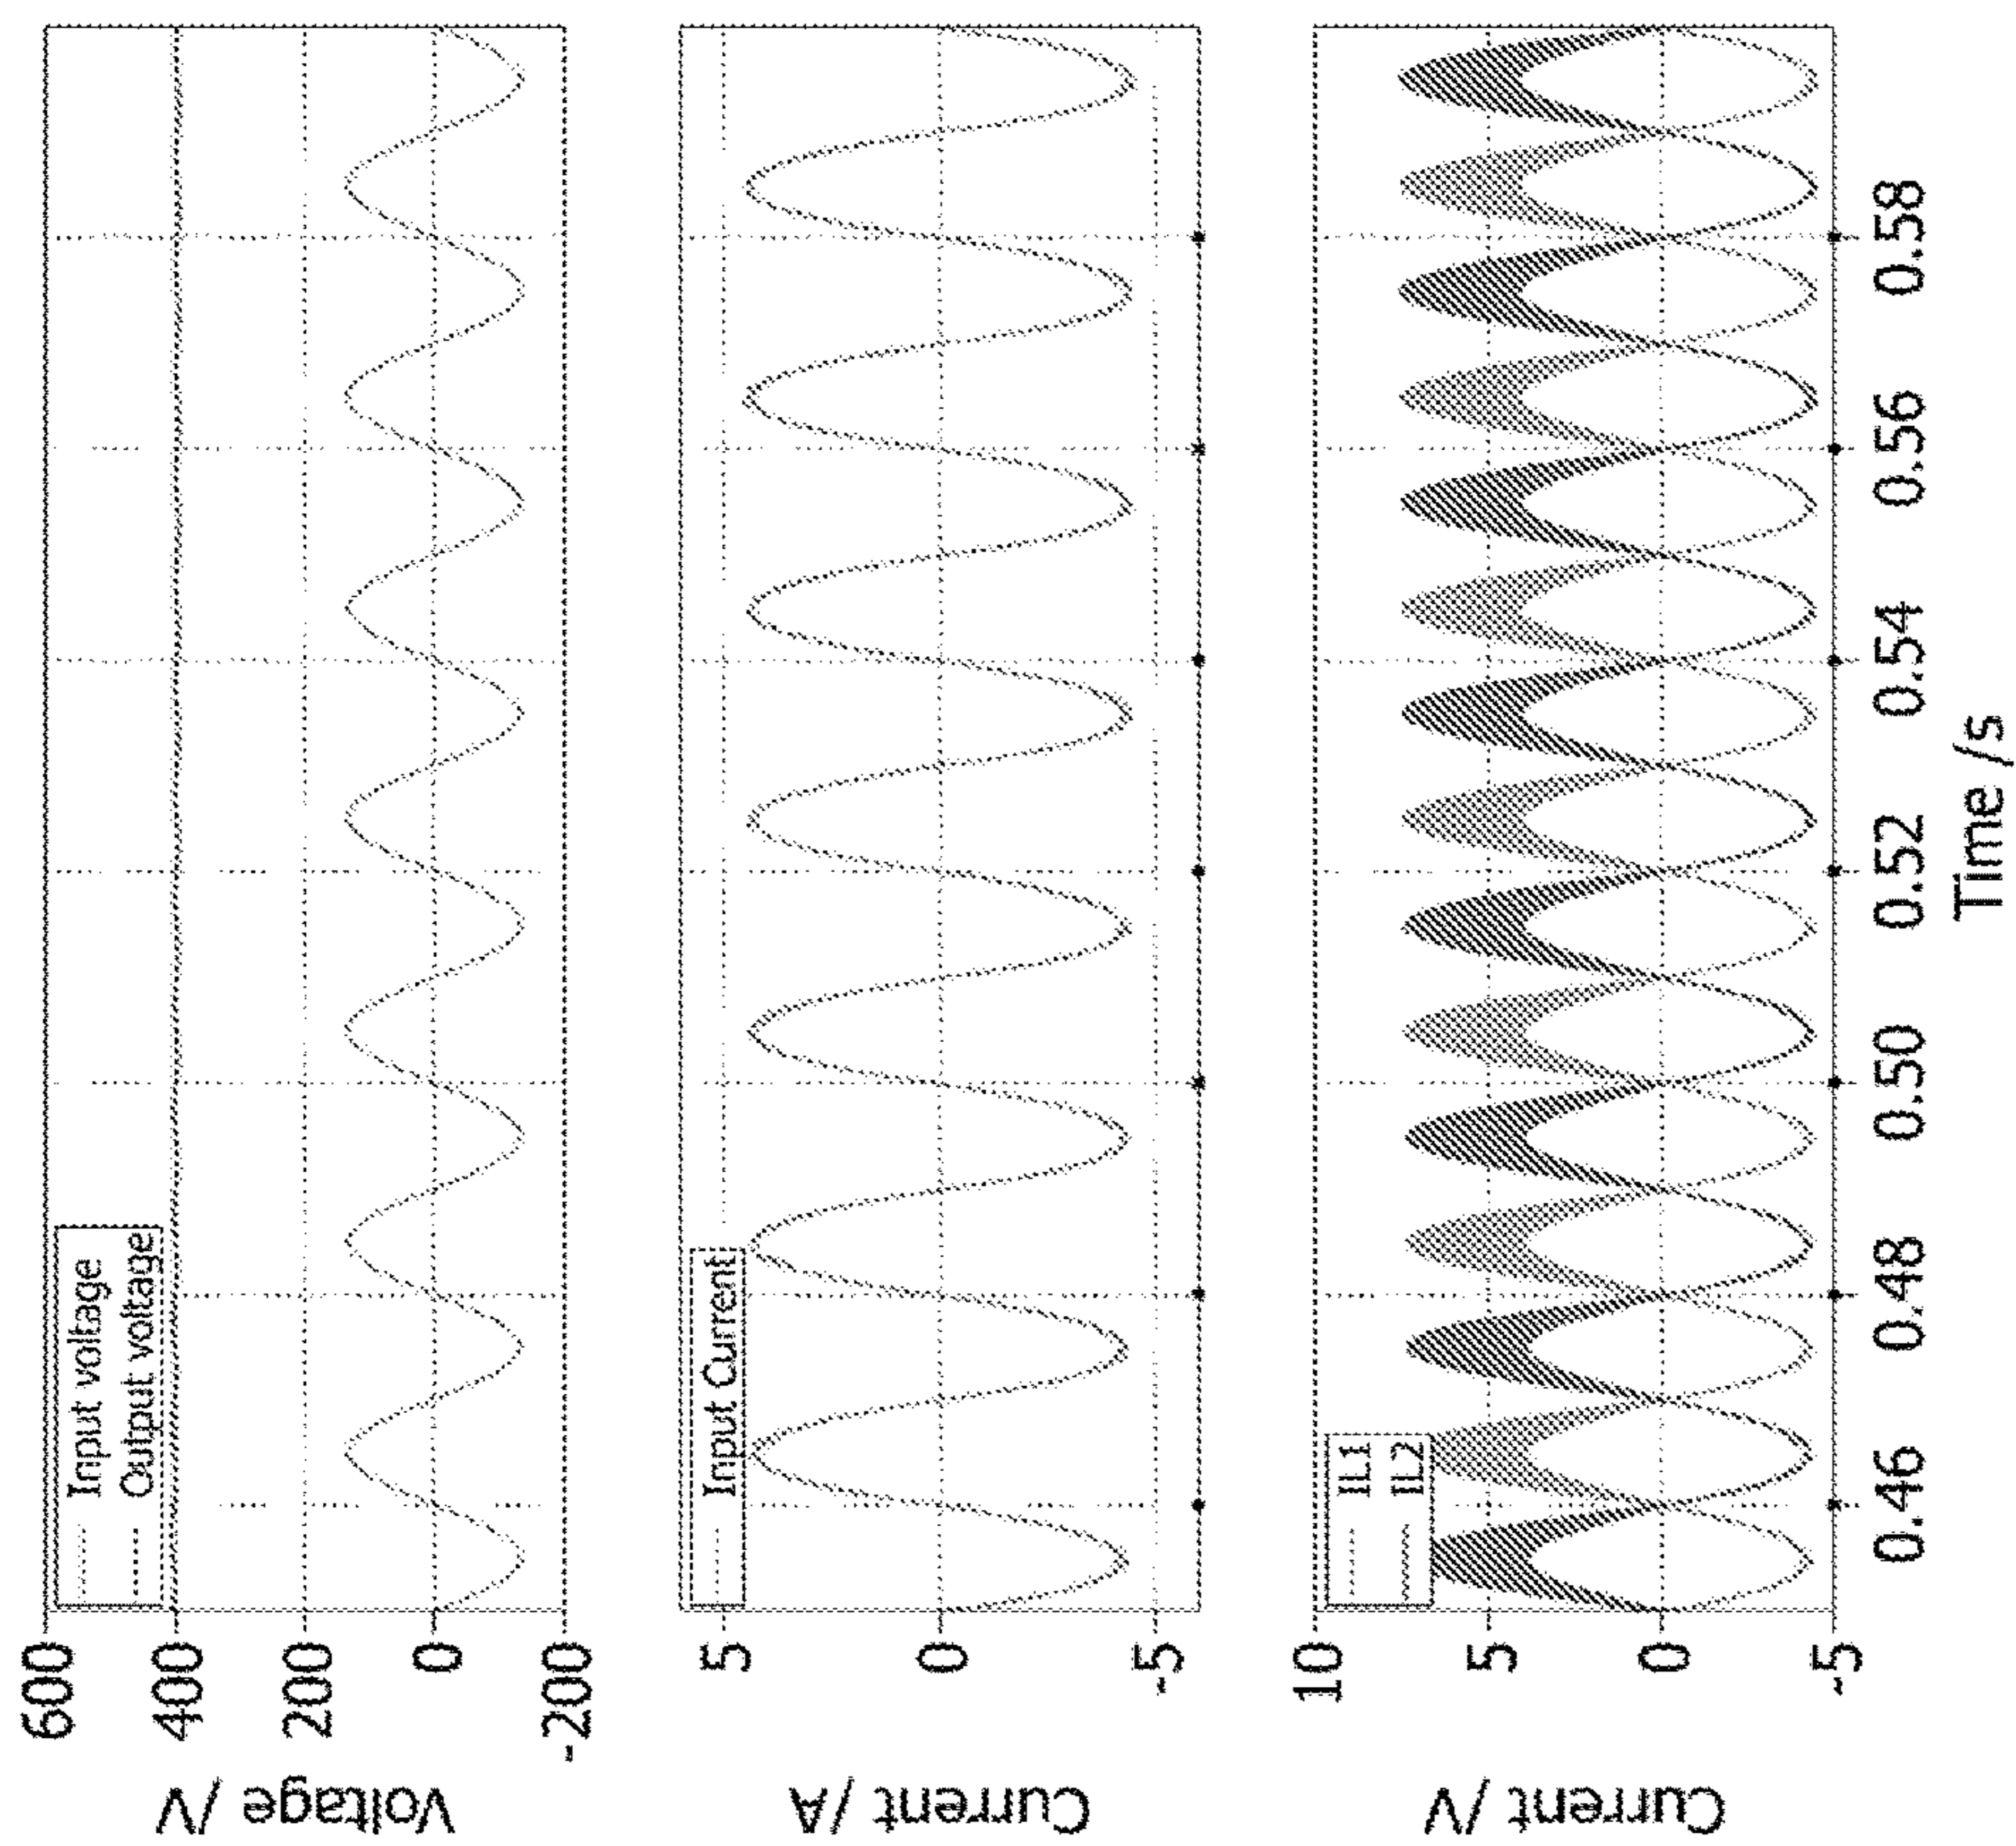 600
400
200
0
-200
Voltage /V
Input voltage
Output voltage
5
0
-5
Current /A
Input Current
10
5
0
-5
Current /V
IL1
IL2
0.46
0.48
0.50
0.52
0.54
0.56
0.58
Time /s